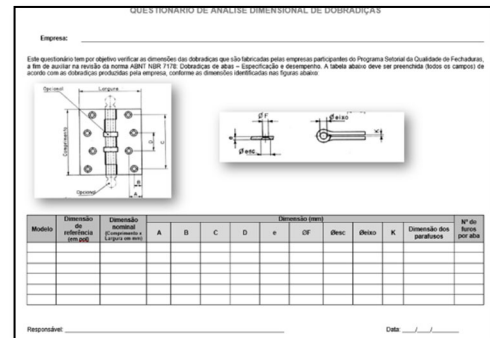 QUESTIONÁRIO DE ANÁLISE DIMENSIONAL DE DOBRADIÇAS
Empresa:
Este questionário tem por objetivo verificar as dimensões das dobradiças que são fabricadas pelas empresas participantes do Programa Setorial da Qualidade de Fechaduras,
a fim de auxiliar na revisão da norma ABNT NBR 7178: Dobradiças de abas – Especificação e desempenho. A tabela abaixo deve ser preenchida (todos os campos) de
acordo com as dobradiças produzidas pela empresa, conforme as dimensões identificadas nas figuras abaixo:
Opcional
Largura
Comprimento
D
C
B
A
Opcional
ØF
e
Øesc
Øeixo
K
Dimensão (mm)
Modelo
Dimensão de referência (em pol)
Dimensão nominal (Comprimento x Largura em mm)
A B C D e ØF Øesc Øeixo K
Dimensão dos parafusos
Nº de furos por aba
Responsável:
Data: ___/___/___